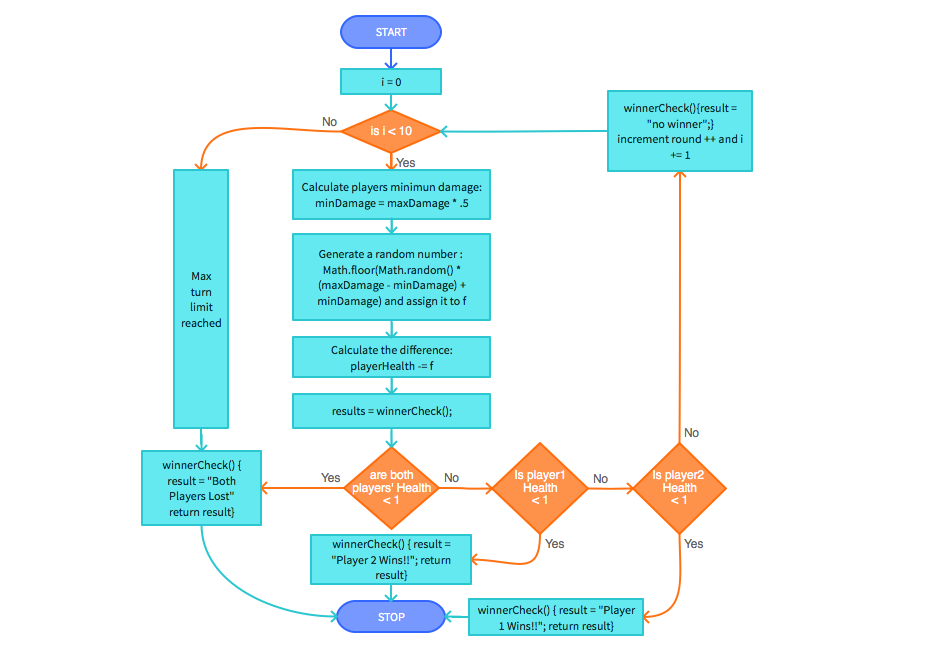 START
i = 0
is i < 10
No
Yes
winnerCheck(){result =
"no winner";}
increment round ++ and i
+= 1
Calculate players minimun damage:
minDamage = maxDamage * .5
Generate a random number :
Math.floor(Math.random() *
(maxDamage - minDamage) +
minDamage) and assign it to f
Max
turn
limit
reached
Calculate the difference:
playerHealth -= f
results = winnerCheck();
winnerCheck() {
result = "Both
Players Lost"
return result}
Yes
are both
players' Health
< 1
No
Is player1
Health
< 1
No
Is player2
Health
< 1
No
Yes
Yes
winnerCheck() { result =
"Player 2 Wins!!"; return
result}
STOP
winnerCheck() { result = "Player
1 Wins!!"; return result}